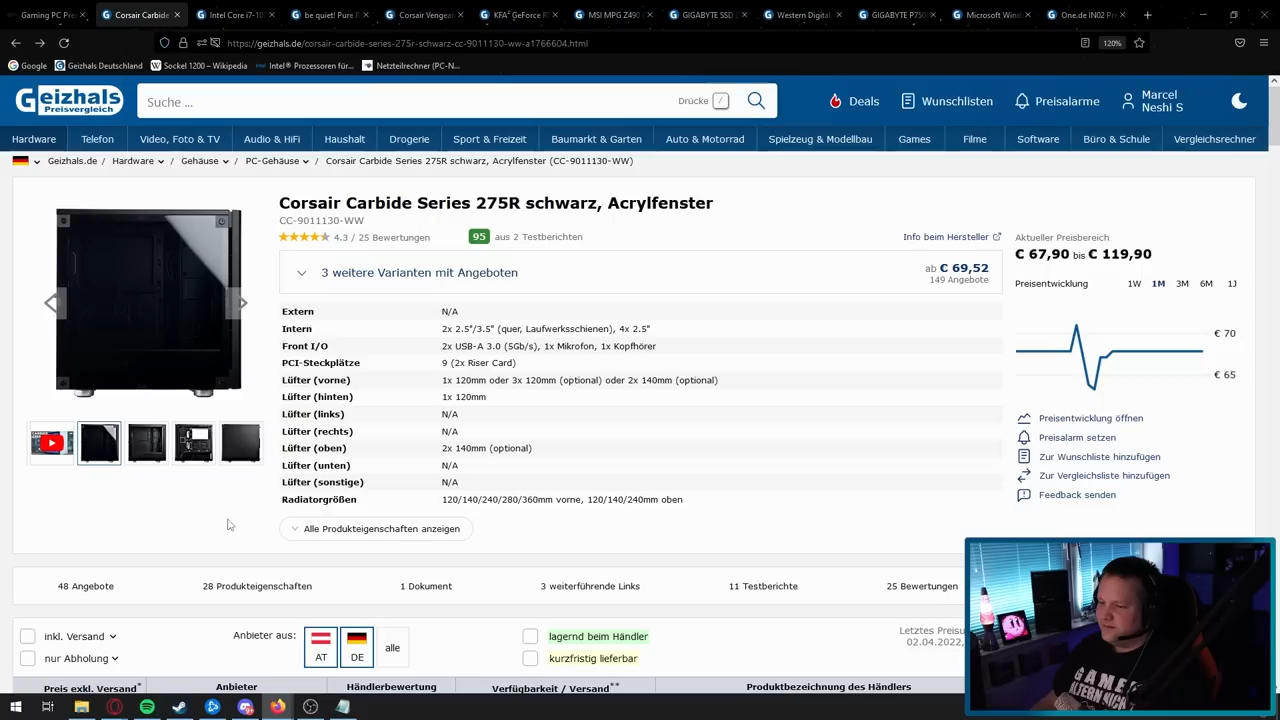 Gaming PC Pre
Corsair Carbide
Intel Core i7-10
be quiet! Pure R
Corsair Vengean
KFA² GeForce R
MSI MPG Z490
GIGABYTE SSD 2
Western Digital
GIGABYTE P750
Microsoft Wind
One.de IN02 Pr
https://geizhals.de/corsair-carbide-series-275r-schwarz-cc-9011130-ww-a1766604.html
120%
Google
Geizhals Deutschland
Sockel 1200 – Wikipedia
Intel® Prozessoren für...
Netzteilrechner (PC-N...
Geizhals
Preisvergleich
Suche ...
Drücke /
Deals
Wunschlisten
Preisalarme
Marcel
Neshi S
Hardware
Telefon
Video, Foto & TV
Audio & HiFi
Haushalt
Drogerie
Sport & Freizeit
Baumarkt & Garten
Auto & Motorrad
Spielzeug & Modellbau
Games
Filme
Software
Büro & Schule
Vergleichsrechner
Geizhals.de
Hardware
Gehäuse
PC-Gehäuse
Corsair Carbide Series 275R schwarz, Acrylfenster (CC-9011130-WW)
Corsair Carbide Series 275R schwarz, Acrylfenster
CC-9011130-WW
4.3 / 25 Bewertungen
95 aus 2 Testberichten
Info beim Hersteller
3 weitere Varianten mit Angeboten
ab € 69,52
149 Angebote
Extern N/A
Intern 2x 2.5"/3.5" (quer, Laufwerksschienen), 4x 2.5"
Front I/O 2x USB-A 3.0 (5Gb/s), 1x Mikrofon, 1x Kopfhörer
PCI-Steckplätze 9 (2x Riser Card)
Lüfter (vorne) 1x 120mm oder 3x 120mm (optional) oder 2x 140mm (optional)
Lüfter (hinten) 1x 120mm
Lüfter (links) N/A
Lüfter (rechts) N/A
Lüfter (oben) 2x 140mm (optional)
Lüfter (unten) N/A
Lüfter (sonstige) N/A
Radiatorgrößen 120/140/240/280/360mm vorne, 120/140/240mm oben
Alle Produkteigenschaften anzeigen
Aktueller Preisbereich
€ 67,90 bis € 119,90
Preisentwicklung 1W 1M 3M 6M 1J
€ 70
€ 65
Preisentwicklung öffnen
Preisalarm setzen
Zur Wunschliste hinzufügen
Zur Vergleichsliste hinzufügen
Feedback senden
48 Angebote
28 Produkteigenschaften
1 Dokument
3 weiterführende Links
11 Testberichte
25 Bewertungen
inkl. Versand
nur Abholung
Anbieter aus:
AT
DE
alle
lagernd beim Händler
kurzfristig lieferbar
Letztes Preisu
02.04.2022,
Preis exkl. Versand*
Anbieter
Händlerbewertung
Verfügbarkeit / Versand**
Produktbezeichnung des Händlers
GAME